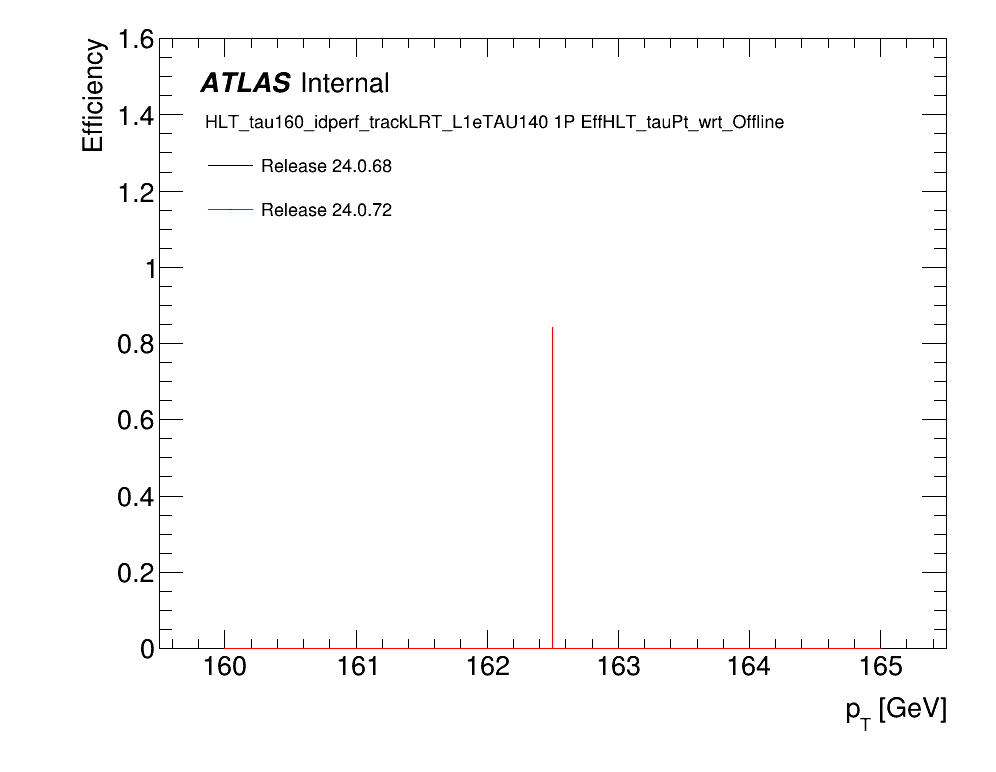 1.6
1.4
1.2
1
0.8
0.6
0.4
0.2
0
Efficiency
ATLAS Internal
HLT_tau160_idperf_trackLRT_L1eTAU140 1P EffHLT_tauPt_wrt_Offline
Release 24.0.68
Release 24.0.72
160 161 162 163 164 165
p_T [GeV]